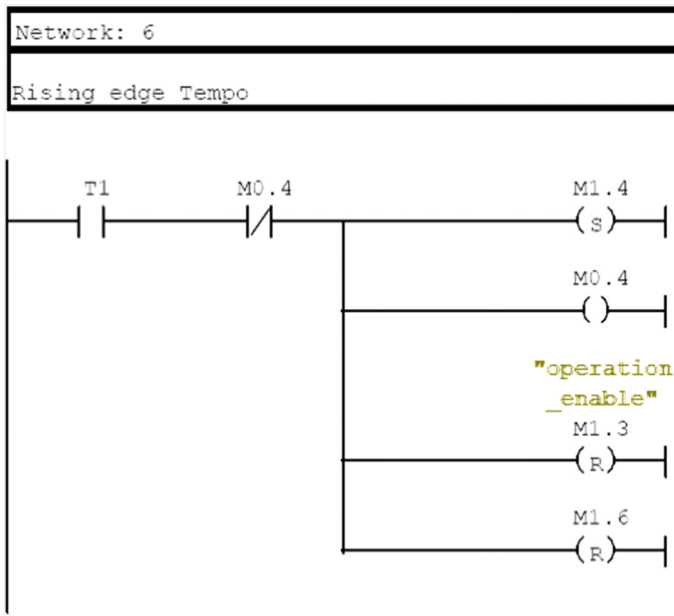 Network: 6
Rising edge Tempo
T1 M0.4 M1.4
S
M0.4
"operation
_enable"
M1.3
R
M1.6
R